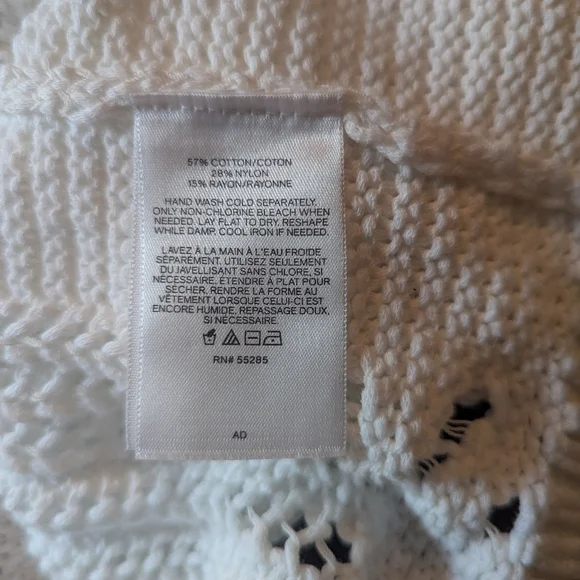 57% COTTON/COTON
28% NYLON
15% RAYON/RAYONNE
HAND WASH COLD SEPARATELY.
ONLY NON-CHLORINE BLEACH WHEN
NEEDED. LAY FLAT TO DRY. RESHAPE
WHILE DAMP. COOL IRON IF NEEDED.
LAVEZ À LA MAIN À L'EAU FROIDE
SÉPARÉMENT. UTILISEZ SEULEMENT
DU JAVELLISANT SANS CHLORE, SI
NÉCESSAIRE. ÉTENDRE À PLAT POUR
SÉCHER. RENDRE LA FORME AU
VÊTEMENT LORSQUE CELUI-CI EST
ENCORE HUMIDE. REPASSAGE DOUX,
SI NÉCESSAIRE.
RN# 55285
AD